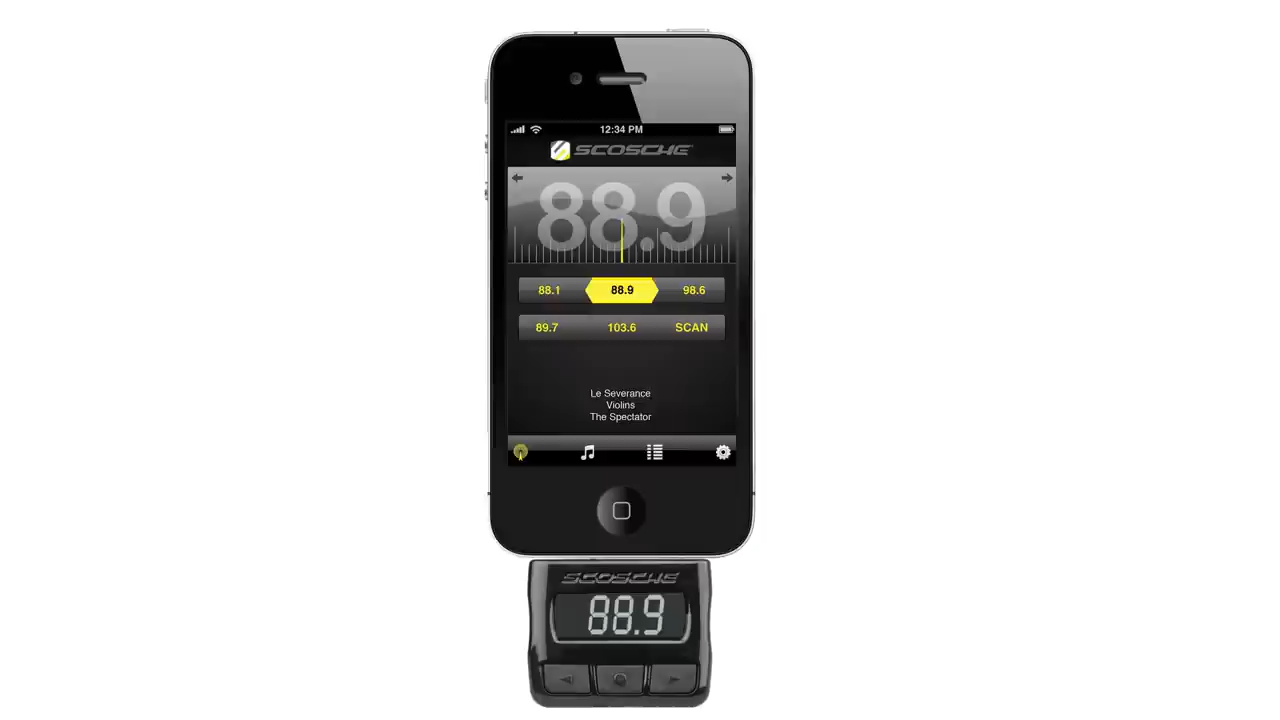 12:34 PM
SCOSCHE
88.9
88.1 88.9 98.6
89.7 103.6 SCAN
Le Severance
Violins
The Spectator
SCOSCHE
88.9